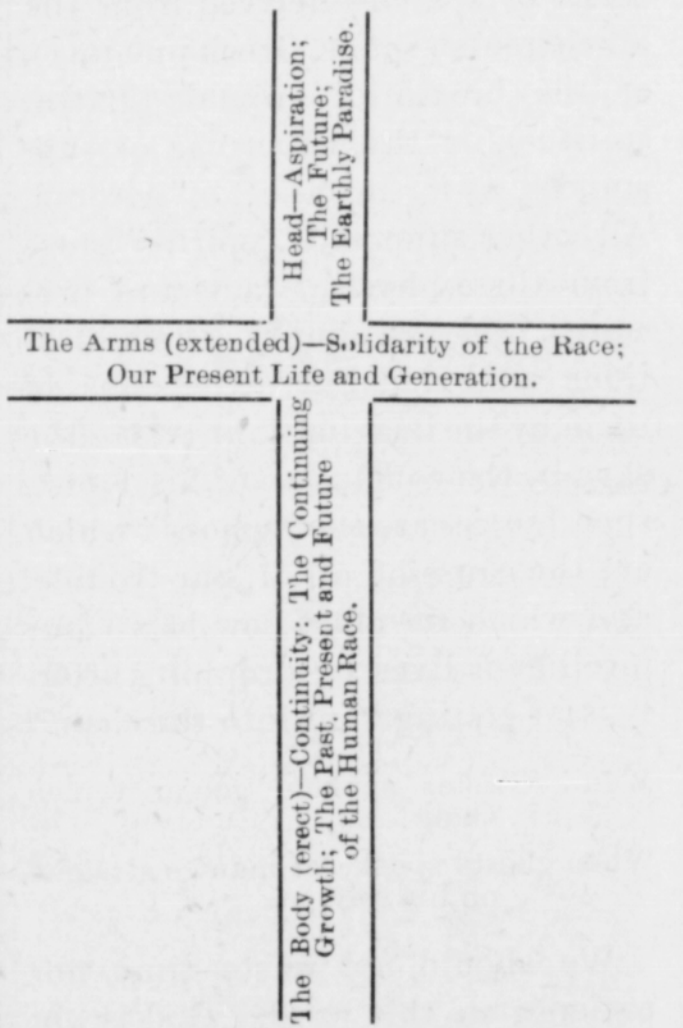 Head—Aspiration;
The Future;
The Earthly Paradise.
The Arms (extended)—Solidarity of the Race;
Our Present Life and Generation.
The Body (erect)—Continuity; The Continuing
Growth; The Past, Present and Future
of the Human Race.